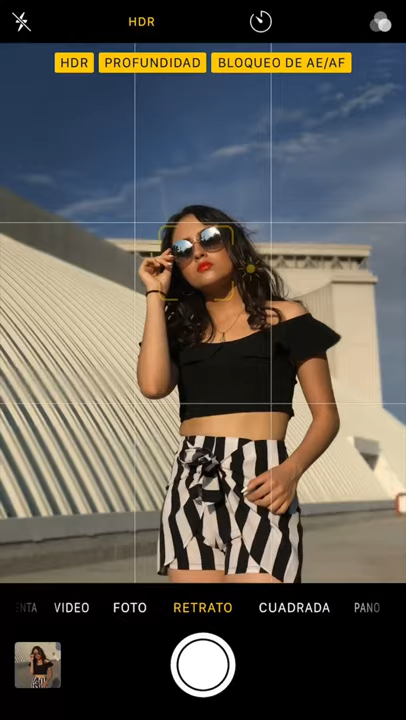 HDR
HDR PROFUNDIDAD BLOQUEO DE AE/AF
ENTA VIDEO FOTO RETRATO CUADRADA PANO